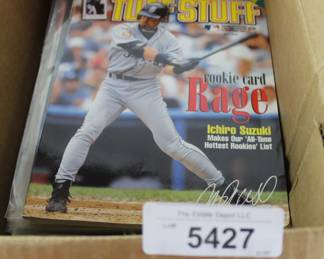 TUFF STUFF
rookie card
Rage
Ichiro Suzuki
Makes Our 'All-Time
Hottest Rookies' List
The Estate Depot LLC
LOT
5427